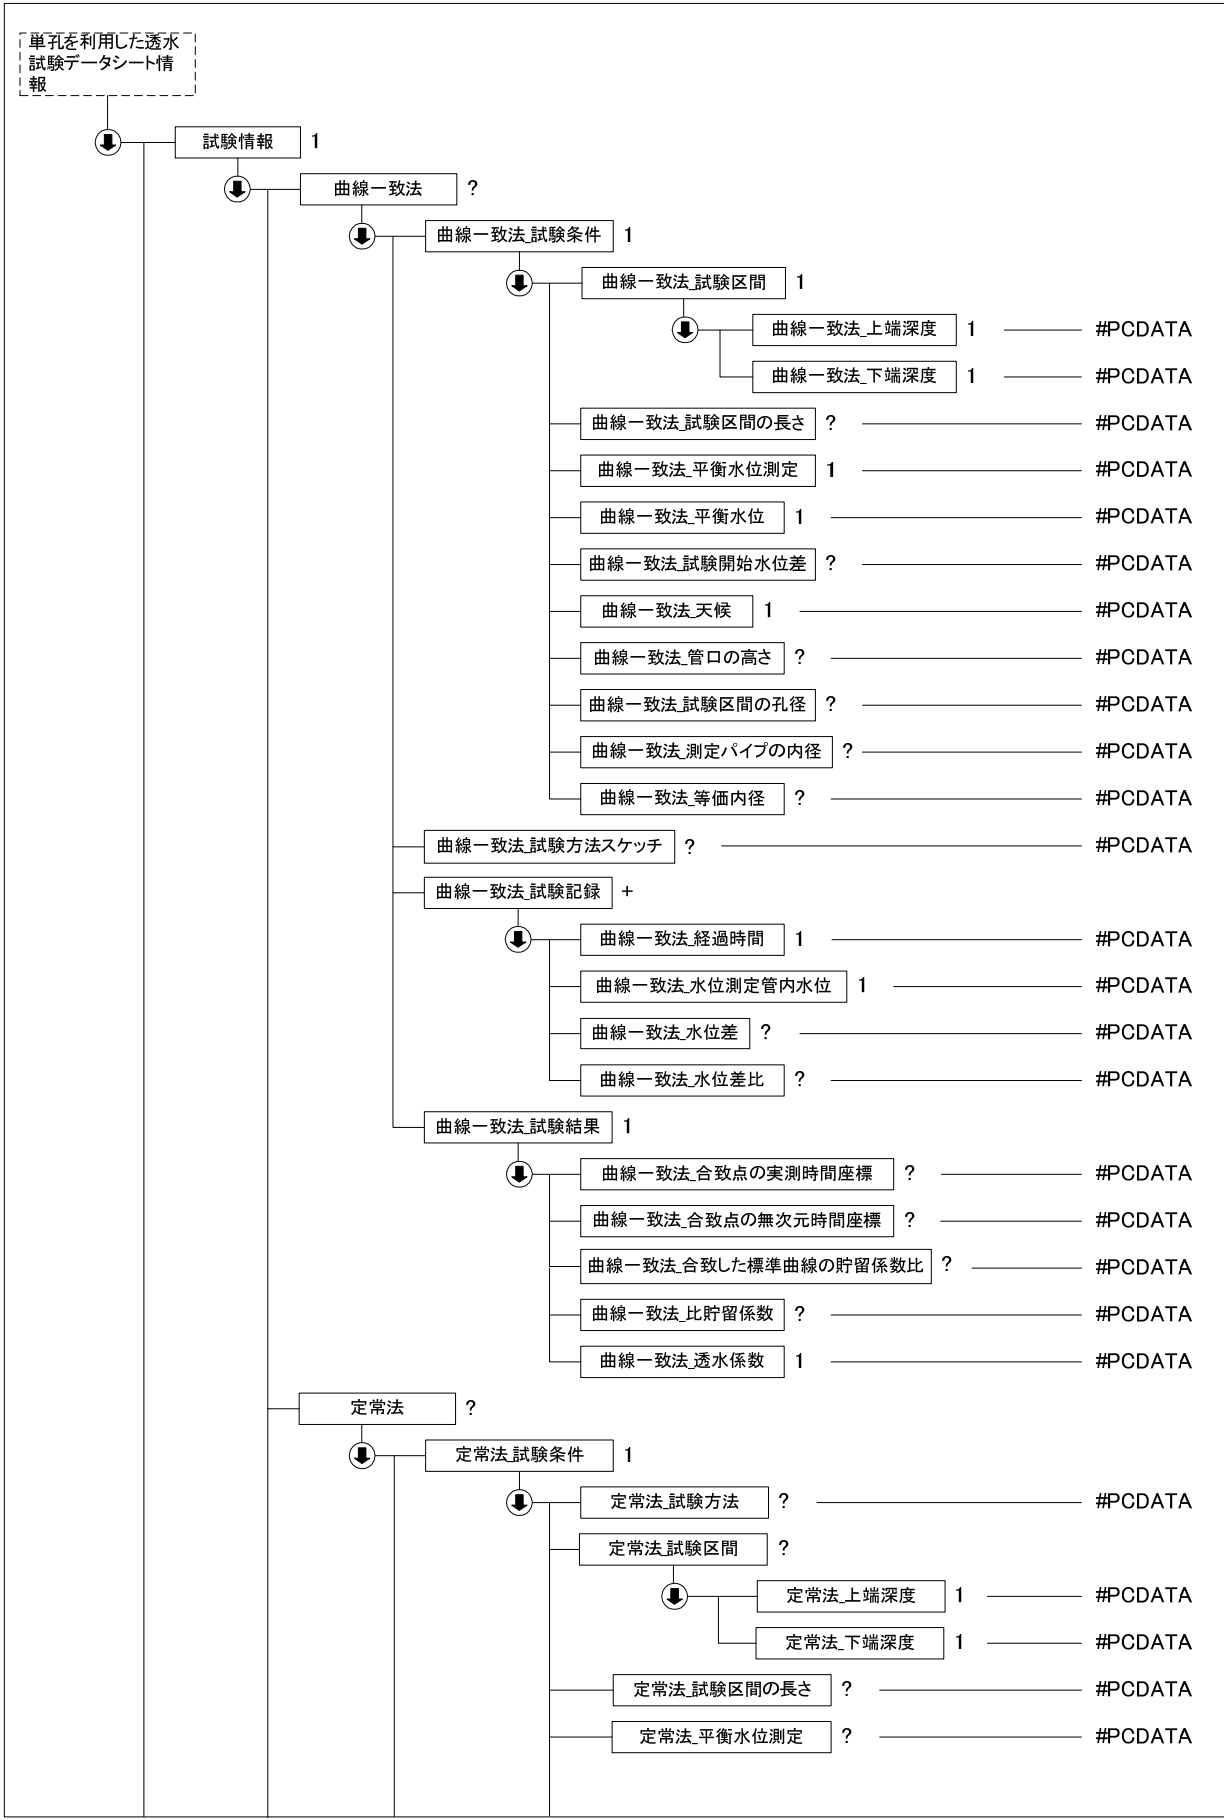 単孔を利用した透水
試験データシート情
報
試験情報 1
曲線一致法 ?
曲線一致法_試験条件 1
曲線一致法_試験区間 1
曲線一致法_上端深度 1 #PCDATA
曲線一致法_下端深度 1 #PCDATA
曲線一致法_試験区間の長さ ? #PCDATA
曲線一致法_平衡水位測定 1 #PCDATA
曲線一致法_平衡水位 1 #PCDATA
曲線一致法_試験開始水位差 ? #PCDATA
曲線一致法_天候 1 #PCDATA
曲線一致法_管口の高さ ? #PCDATA
曲線一致法_試験区間の孔径 ? #PCDATA
曲線一致法_測定パイプの内径 ? #PCDATA
曲線一致法_等価内径 ? #PCDATA
曲線一致法_試験方法スケッチ ? #PCDATA
曲線一致法_試験記録 +
曲線一致法_経過時間 1 #PCDATA
曲線一致法_水位測定管内水位 1 #PCDATA
曲線一致法_水位差 ? #PCDATA
曲線一致法_水位差比 ? #PCDATA
曲線一致法_試験結果 1
曲線一致法_合致点の実測時間座標 ? #PCDATA
曲線一致法_合致点の無次元時間座標 ? #PCDATA
曲線一致法_合致した標準曲線の貯留係数比 ? #PCDATA
曲線一致法_比貯留係数 ? #PCDATA
曲線一致法_透水係数 1 #PCDATA
定常法 ?
定常法_試験条件 1
定常法_試験方法 ? #PCDATA
定常法_試験区間 ?
定常法_上端深度 1 #PCDATA
定常法_下端深度 1 #PCDATA
定常法_試験区間の長さ ? #PCDATA
定常法_平衡水位測定 ? #PCDATA